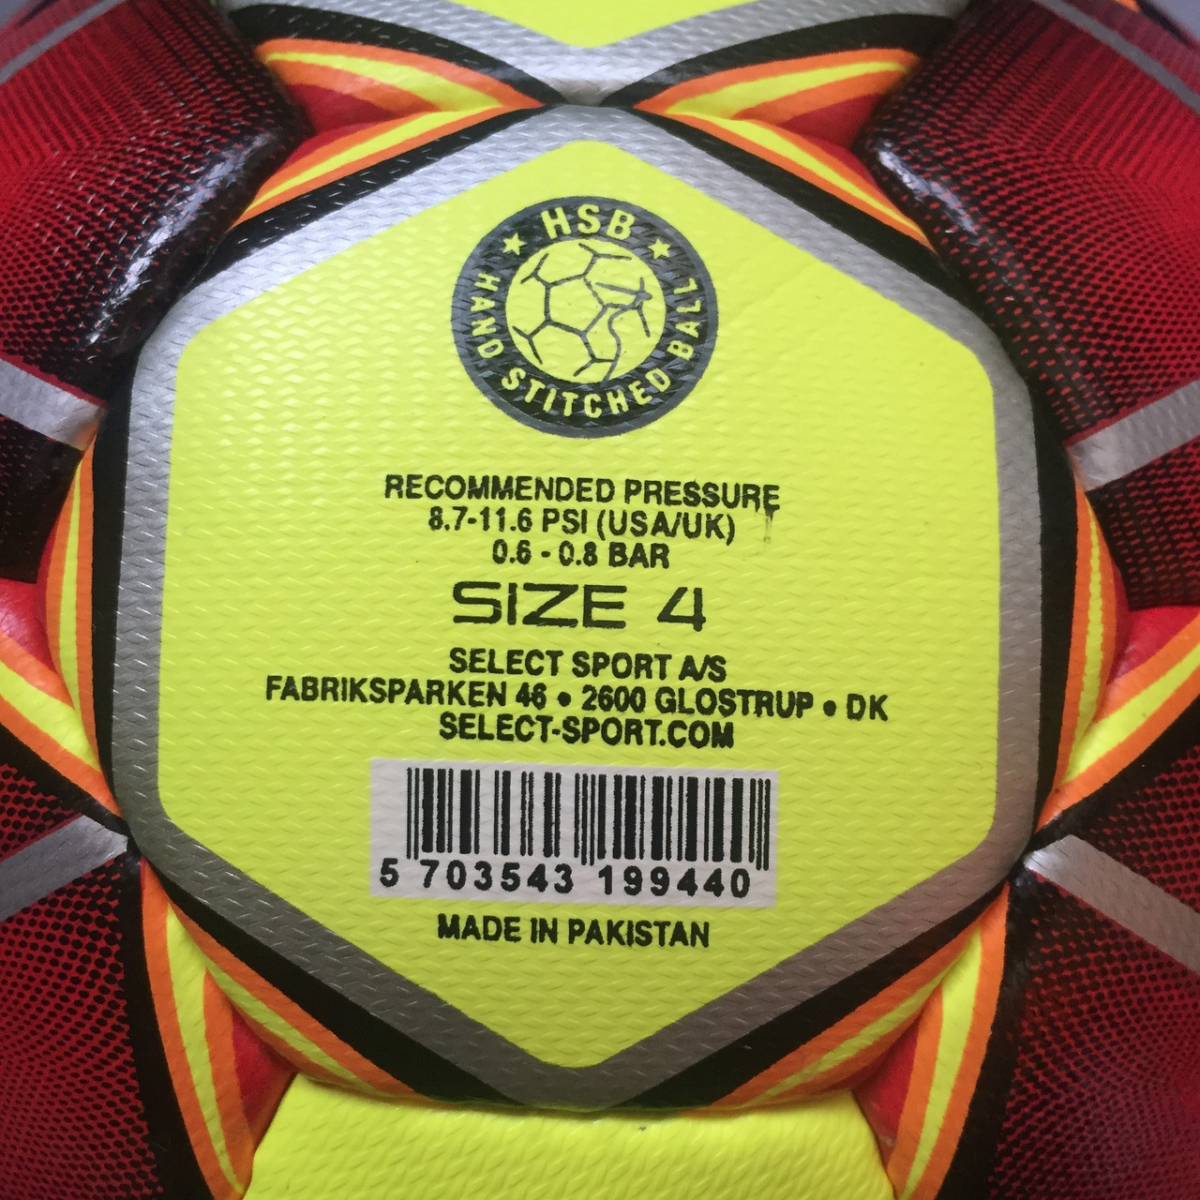 HSB
HAND STITCHED BALL
RECOMMENDED PRESSURE
8.7-11.6 PSI (USA/UK)
0.6 - 0.8 BAR
SIZE 4
SELECT SPORT A/S
FABRIKSPARKEN 46 • 2600 GLOSTRUP • DK
SELECT-SPORT.COM
5 703543 199440
MADE IN PAKISTAN